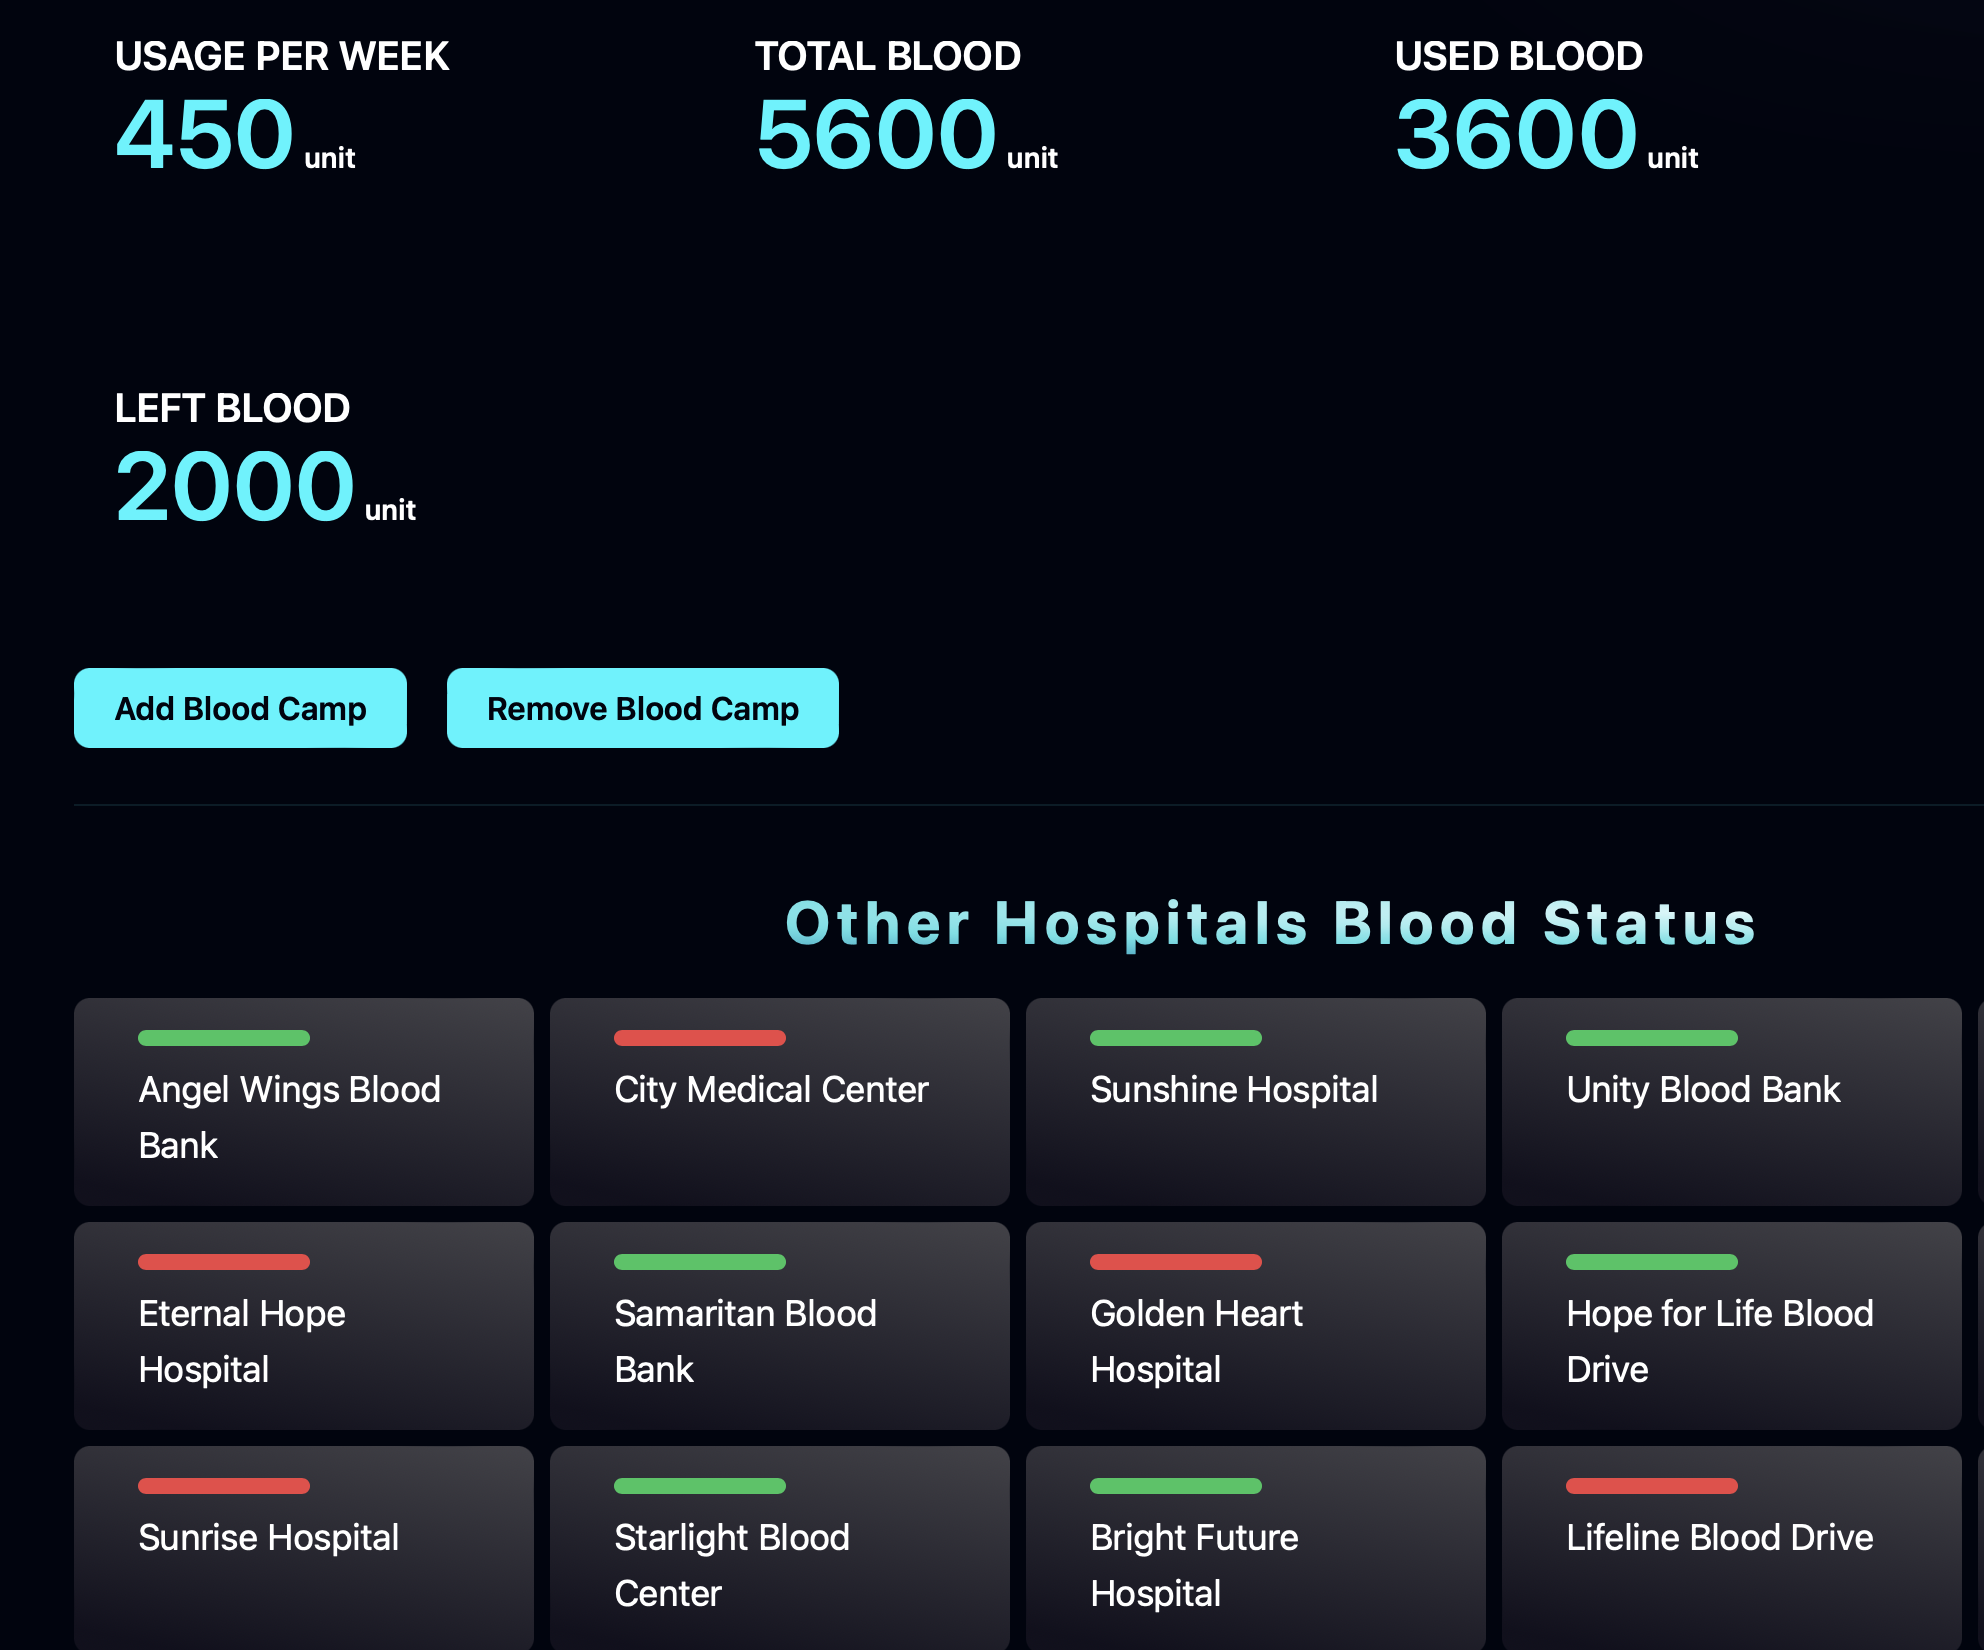 USAGE PER WEEK
450 unit
TOTAL BLOOD
5600 unit
USED BLOOD
3600 unit
LEFT BLOOD
2000 unit
Add Blood Camp
Remove Blood Camp
Other Hospitals Blood Status
Angel Wings Blood
Bank
City Medical Center
Sunshine Hospital
Unity Blood Bank
Eternal Hope
Hospital
Samaritan Blood
Bank
Golden Heart
Hospital
Hope for Life Blood
Drive
Sunrise Hospital
Starlight Blood
Center
Bright Future
Hospital
Lifeline Blood Drive